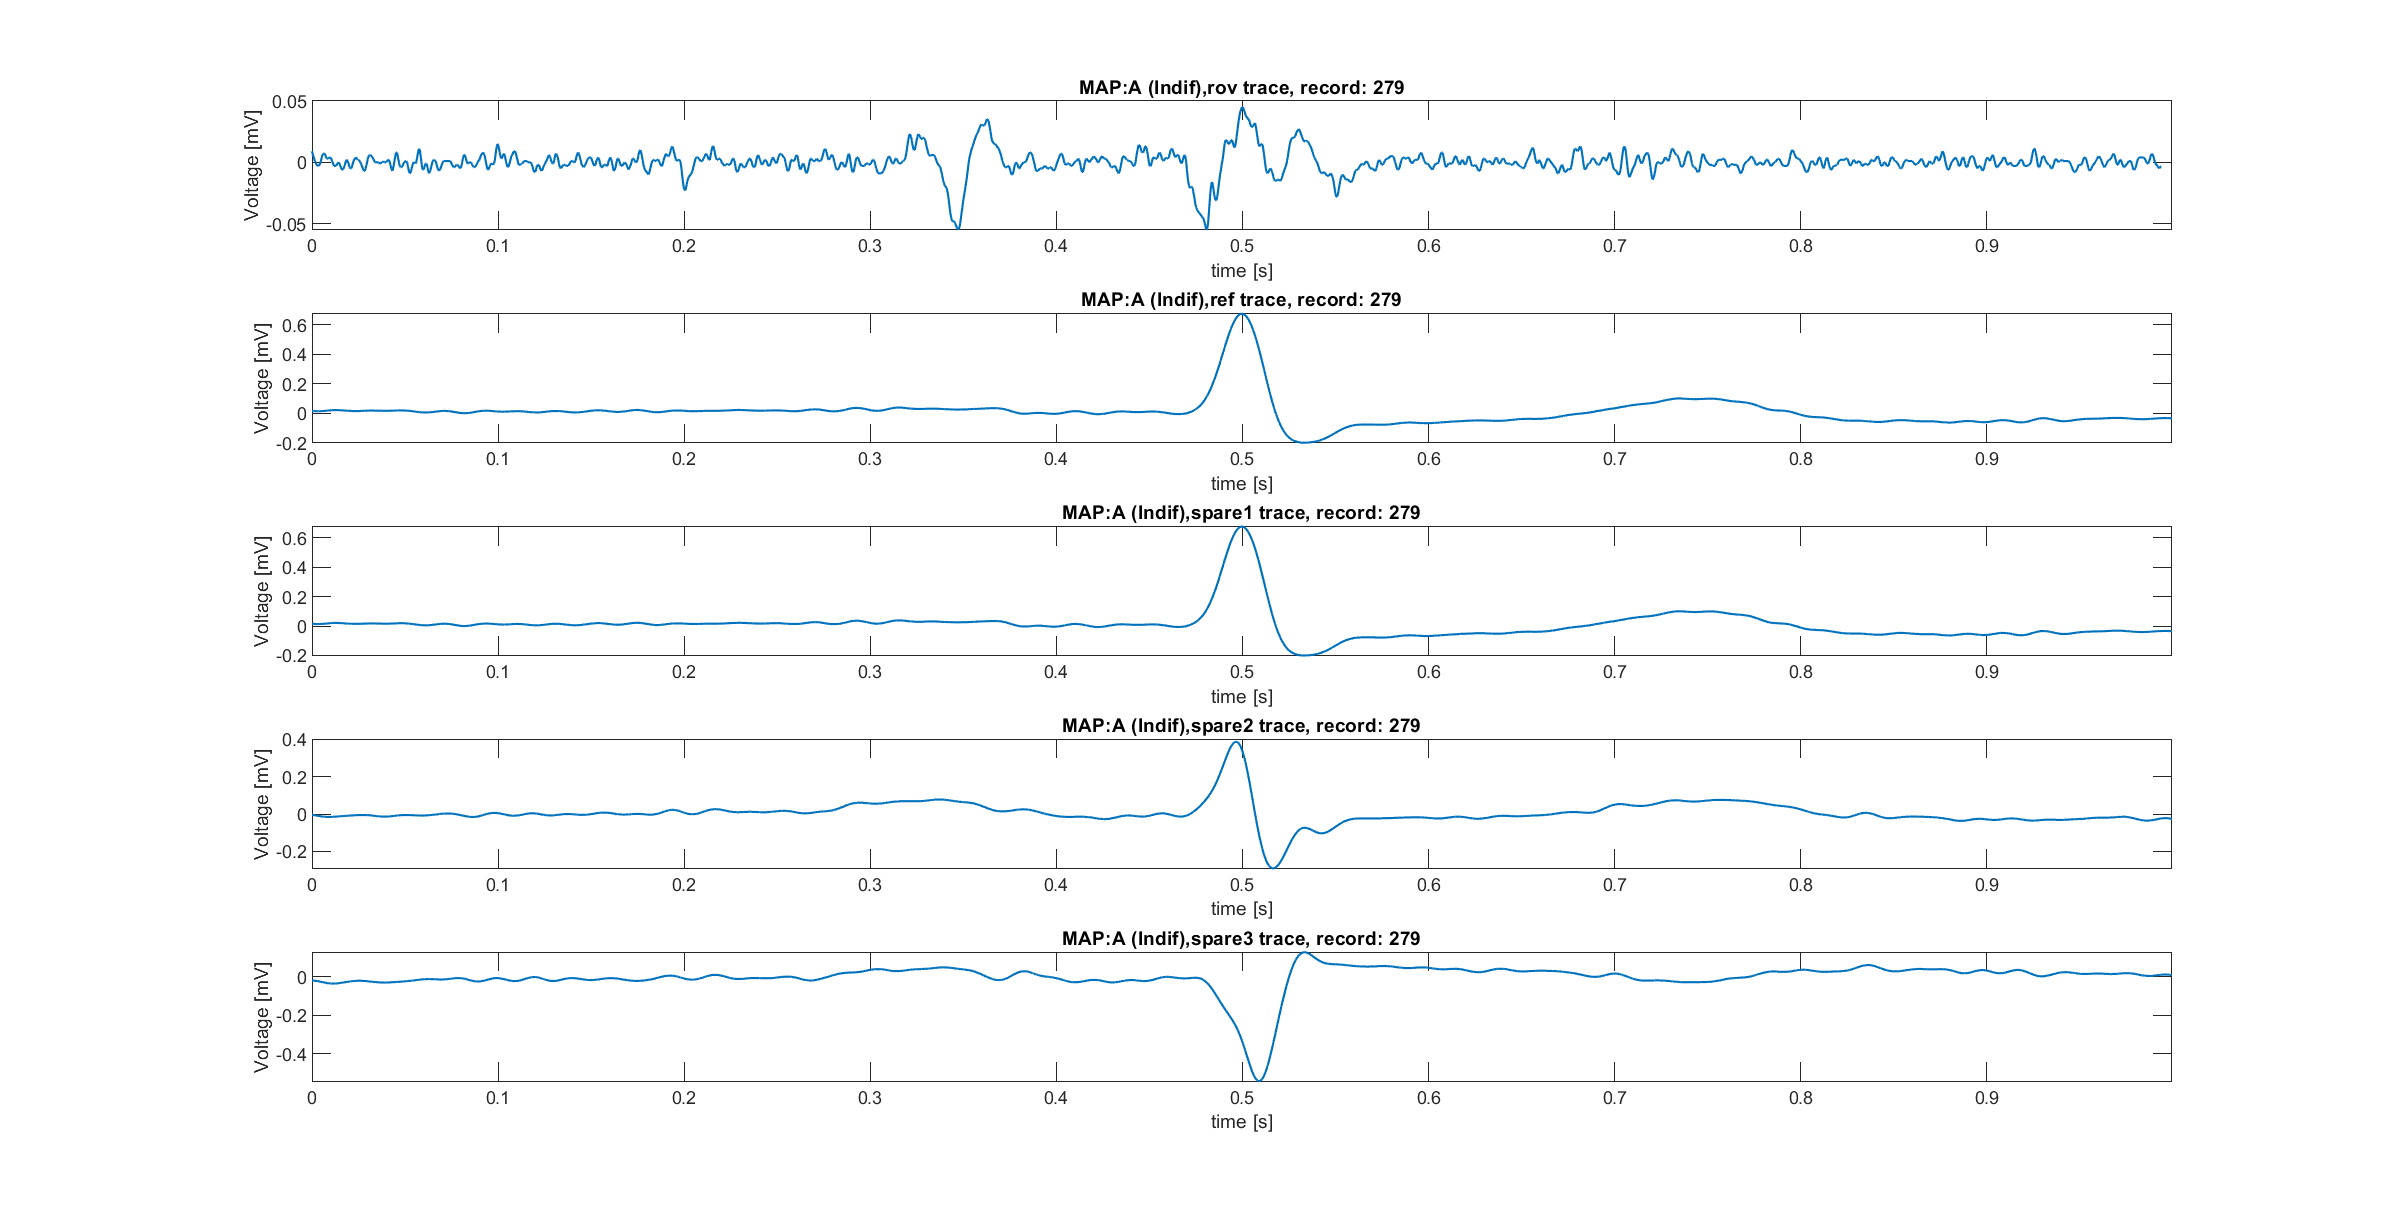 MAP:A (Indif),rov trace, record: 279
Voltage [mV]
0.05
0
-0.05
0 0.1 0.2 0.3 0.4 0.5 0.6 0.7 0.8 0.9
time [s]
MAP:A (Indif),ref trace, record: 279
Voltage [mV]
0.6
0.4
0.2
0
-0.2
0 0.1 0.2 0.3 0.4 0.5 0.6 0.7 0.8 0.9
time [s]
MAP:A (Indif),spare1 trace, record: 279
Voltage [mV]
0.6
0.4
0.2
0
-0.2
0 0.1 0.2 0.3 0.4 0.5 0.6 0.7 0.8 0.9
time [s]
MAP:A (Indif),spare2 trace, record: 279
Voltage [mV]
0.4
0.2
0
-0.2
0 0.1 0.2 0.3 0.4 0.5 0.6 0.7 0.8 0.9
time [s]
MAP:A (Indif),spare3 trace, record: 279
Voltage [mV]
0
-0.2
-0.4
0 0.1 0.2 0.3 0.4 0.5 0.6 0.7 0.8 0.9
time [s]